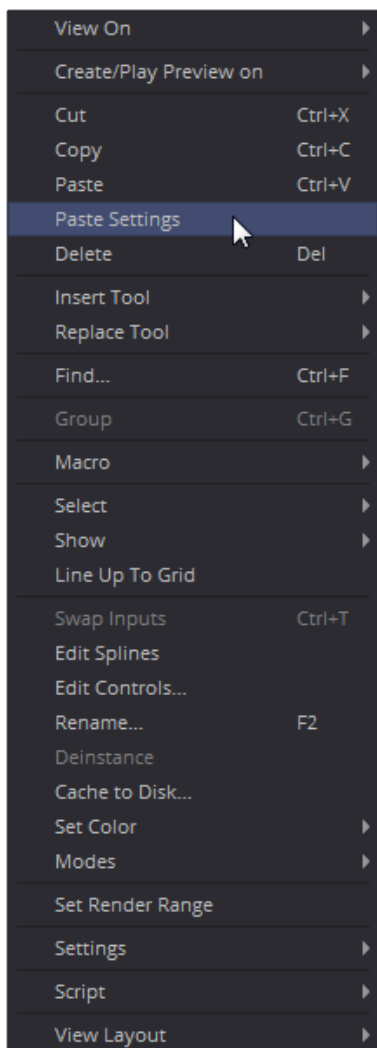 View On
Create/Play Preview on
Cut Ctrl+X
Copy Ctrl+C
Paste Ctrl+V
Paste Settings
Delete Del
Insert Tool
Replace Tool
Find... Ctrl+F
Group Ctrl+G
Macro
Select
Show
Line Up To Grid
Swap Inputs Ctrl+T
Edit Splines
Edit Controls...
Rename... F2
Deinstance
Cache to Disk...
Set Color
Modes
Set Render Range
Settings
Script
View Layout